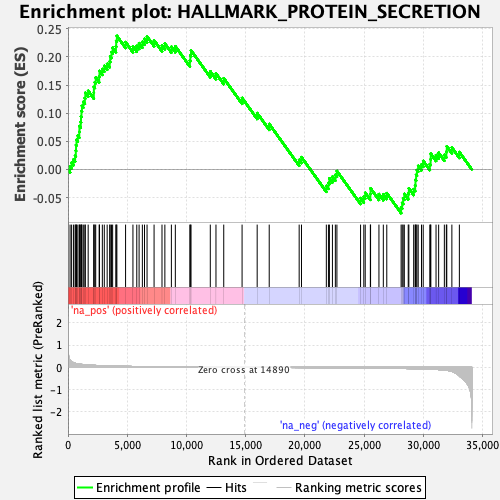 Enrichment plot: HALLMARK_PROTEIN_SECRETION
Enrichment score (ES)
0.25
0.20
0.15
0.10
0.05
0.00
-0.05
'na_pos' (positively correlated)
Ranked list metric (PreRanked)
2
1
0
-1
-2
Zero cross at 14890
'na_neg' (negatively correlated)
0
5,000
10,000
15,000
20,000
25,000
30,000
35,000
Rank in Ordered Dataset
Enrichment profile
Hits
Ranking metric scores